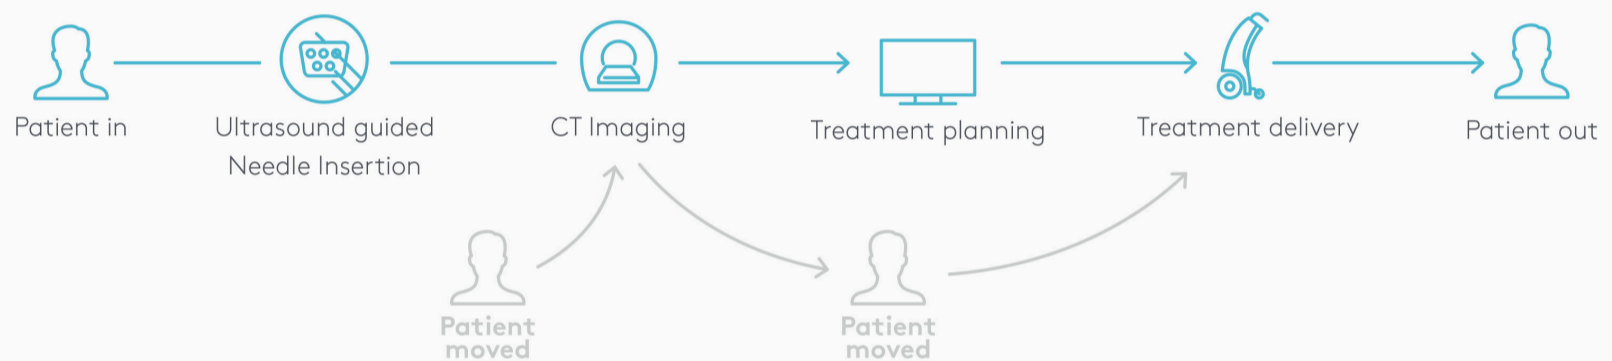 Patient in
Ultrasound guided
Needle Insertion
CT Imaging
Treatment planning
Treatment delivery
Patient out
Patient
moved
Patient
moved